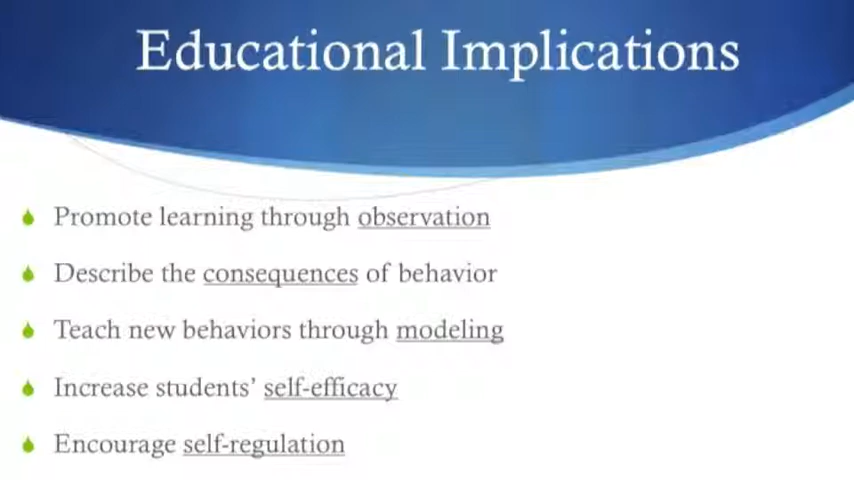 Educational Implications
Promote learning through observation
Describe the consequences of behavior
Teach new behaviors through modeling
Increase students’ self-efficacy
Encourage self-regulation